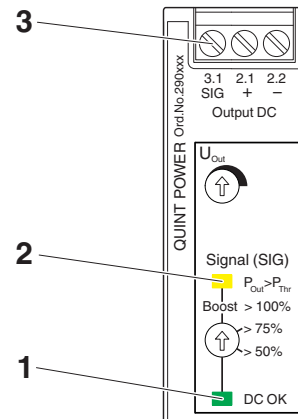 3
3.1 2.1 2.2
SIG + −
Output DC
QUINT POWER Ord.No.290xxx
U Out
Signal (SIG)
2
P Out > P Thr
Boost > 100%
> 75%
> 50%
1
DC OK